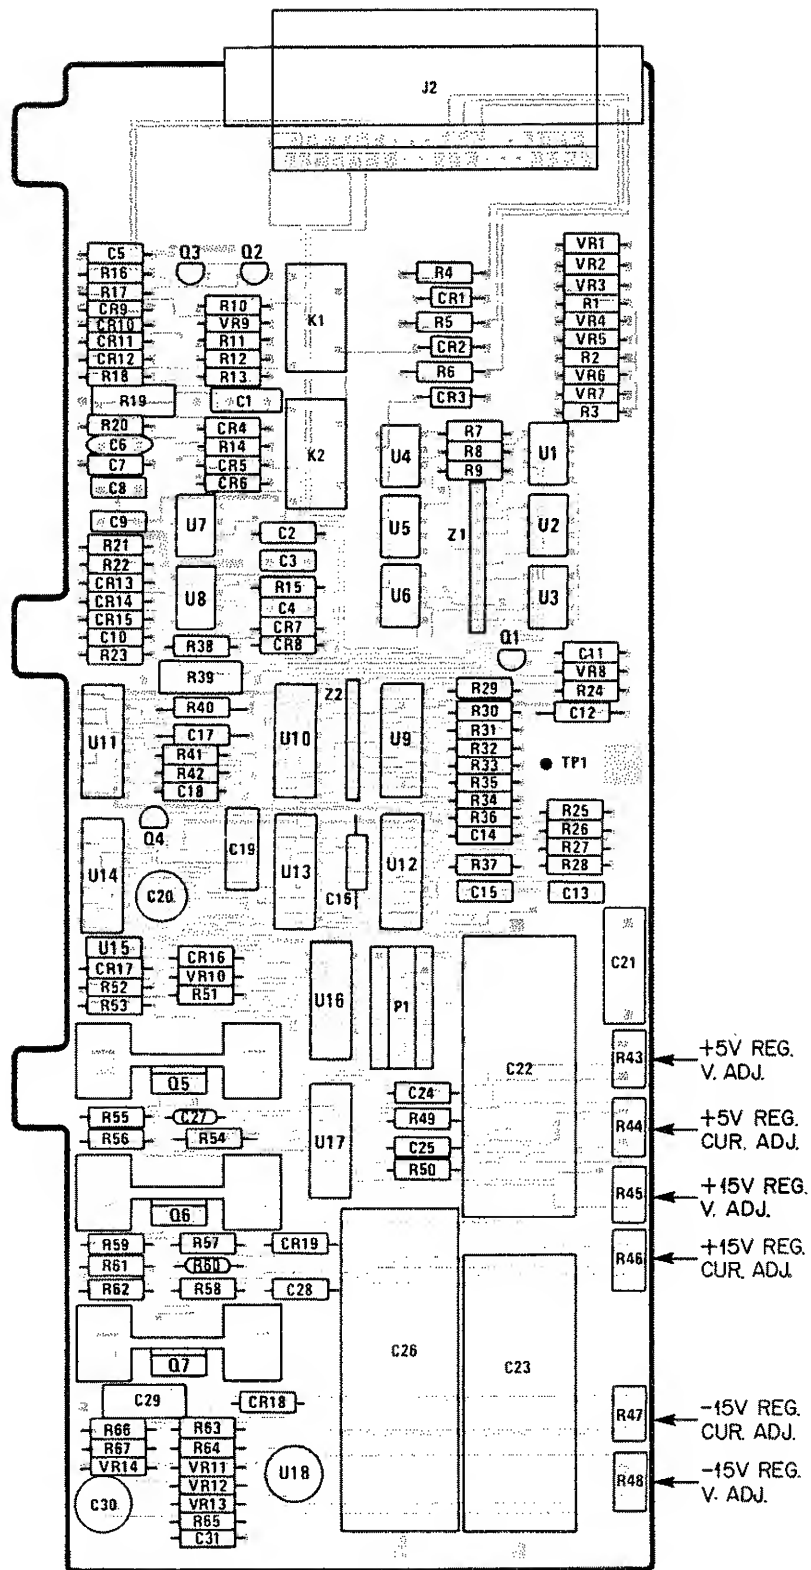 J2
C5
R16
R17
CR9
CR10
CR11
CR12
R18
R19
R20
C6
C7
C8
C9
R21
R22
CR13
CR14
CR15
C10
R23
Q3
Q2
R10
VR9
R11
R12
R13
C1
CR4
R14
CR5
CR6
K1
K2
R4
CR1
R5
CR2
R6
CR3
VR1
VR2
VR3
R1
VR4
VR5
R2
VR6
VR7
R3
U7
U8
C2
C3
R15
C4
CR7
CR8
U4
U5
U6
R7
R8
R9
Z1
U1
U2
U3
R38
R39
R40
C17
R41
R42
C18
Q1
C11
VR8
R24
C12
U11
U10
Z2
U9
R29
R30
R31
R32
R33
R35
R34
R36
C14
R37
C15
TP1
R25
R26
R27
R28
C13
Q4
U14
C20
C19
U13
C16
U12
U15
CR17
R52
R53
CR16
VR10
R51
U16
P1
C22
C21
Q5
R55
R56
C27
R54
U17
C24
R49
C25
R50
R43
+5V REG.
V. ADJ.
R44
+5V REG.
CUR. ADJ.
R45
+15V REG.
V. ADJ.
R46
+15V REG.
CUR. ADJ.
Q6
R59
R61
R62
R57
R60
R58
CR19
C28
C26
C23
Q7
C29
CR18
R66
R67
VR14
C30
R63
R64
VR11
VR12
VR13
R65
C31
U18
R47
-15V REG.
CUR. ADJ.
R48
-15V REG.
V. ADJ.